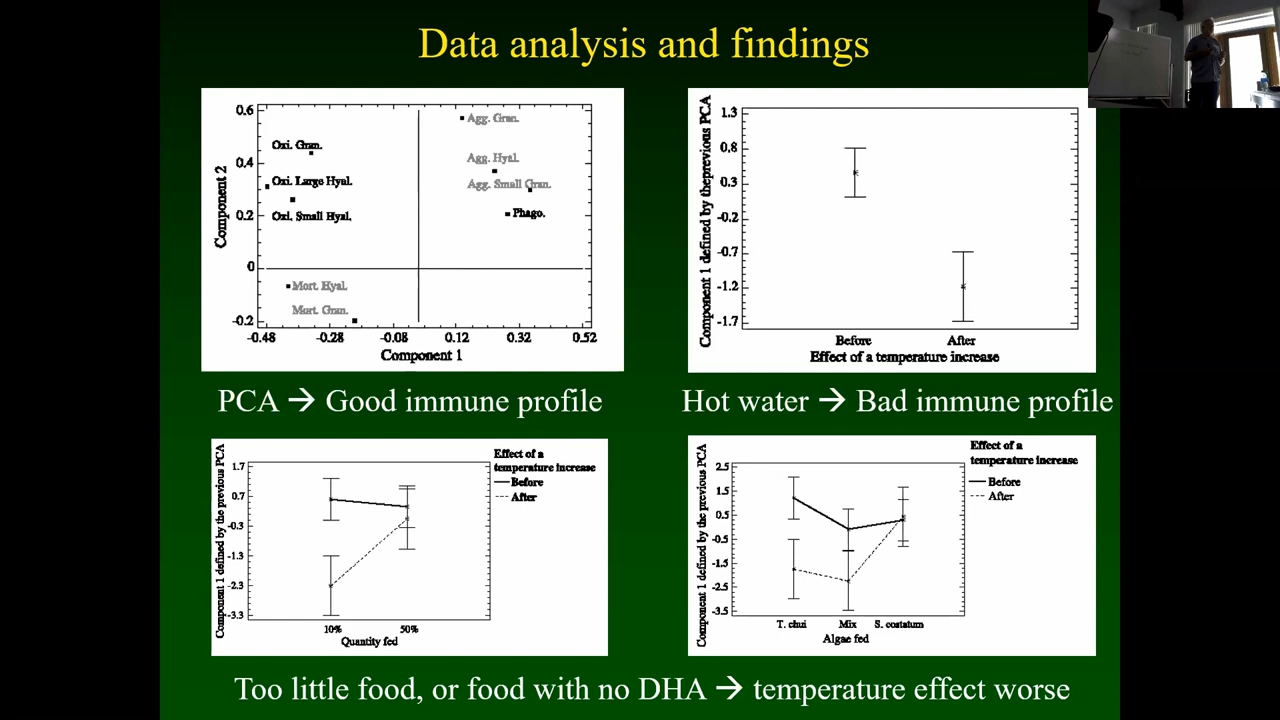 Data analysis and findings
0.6
0.4
0.2
0
-0.2
Component 2
Oxi. Gran.
Oxi. Large Hyal.
Oxi. Small Hyal.
Agg. Gran.
Agg. Hyal.
Agg. Small Gran.
Phago.
Mort. Hyal.
Mort. Gran.
-0.48 -0.28 -0.08 0.12 0.32 0.52
Component 1
PCA → Good immune profile
Component 1 defined by theprevious PCA
1.3
0.8
0.3
-0.2
-0.7
-1.2
-1.7
Before After
Effect of a temperature increase
Hot water → Bad immune profile
Component 1 defined by the previous PCA
1.7
0.7
-0.3
-1.3
-2.3
-3.3
10% 50%
Quantity fed
Effect of a
temperature increase
Before
After
Component 1 defined by the previous PCA
2.5
1.5
0.5
-0.5
-1.5
-2.5
-3.5
T. chui Mix S. costatum
Algae fed
Effect of a
temperature increase
Before
After
Too little food, or food with no DHA → temperature effect worse